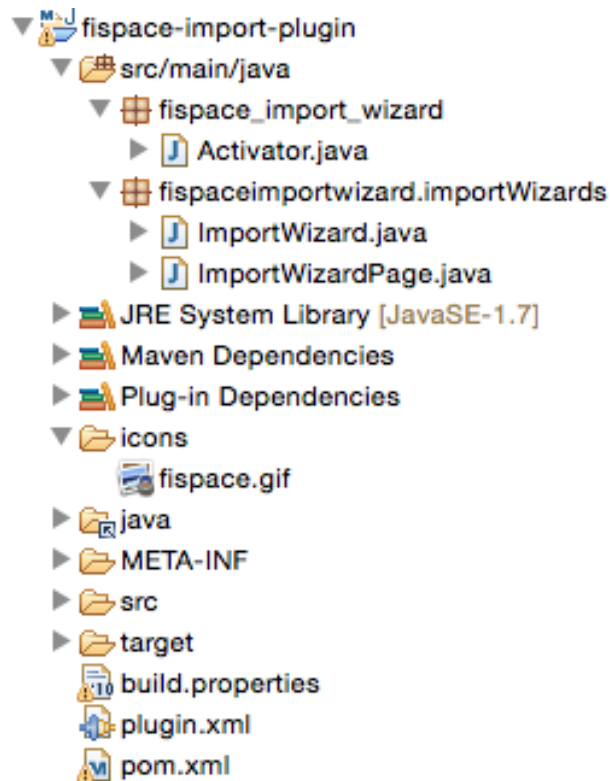 fispace-import-plugin
src/main/java
fispace_import_wizard
Activator.java
fispaceimportwizard.importWizards
ImportWizard.java
ImportWizardPage.java
JRE System Library [JavaSE-1.7]
Maven Dependencies
Plug-in Dependencies
icons
fispace.gif
java
META-INF
src
target
build.properties
plugin.xml
pom.xml